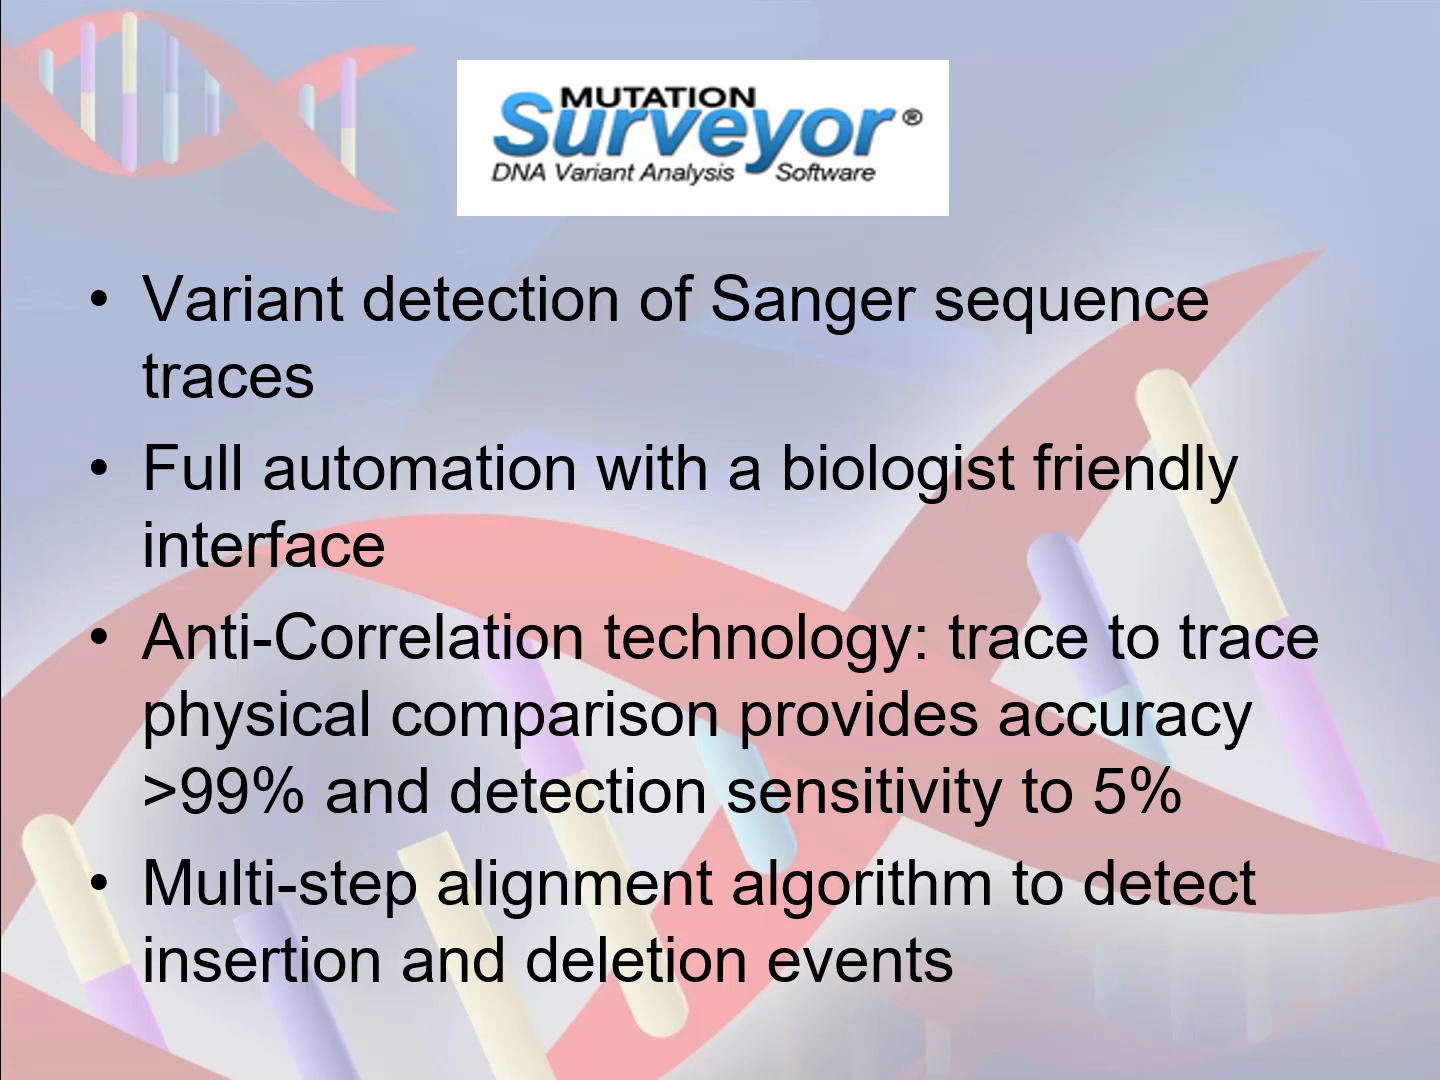 MUTATION
Surveyor ®
DNA Variant Analysis Software
• Variant detection of Sanger sequence
traces
• Full automation with a biologist friendly
interface
• Anti-Correlation technology: trace to trace
physical comparison provides accuracy
>99% and detection sensitivity to 5%
• Multi-step alignment algorithm to detect
insertion and deletion events